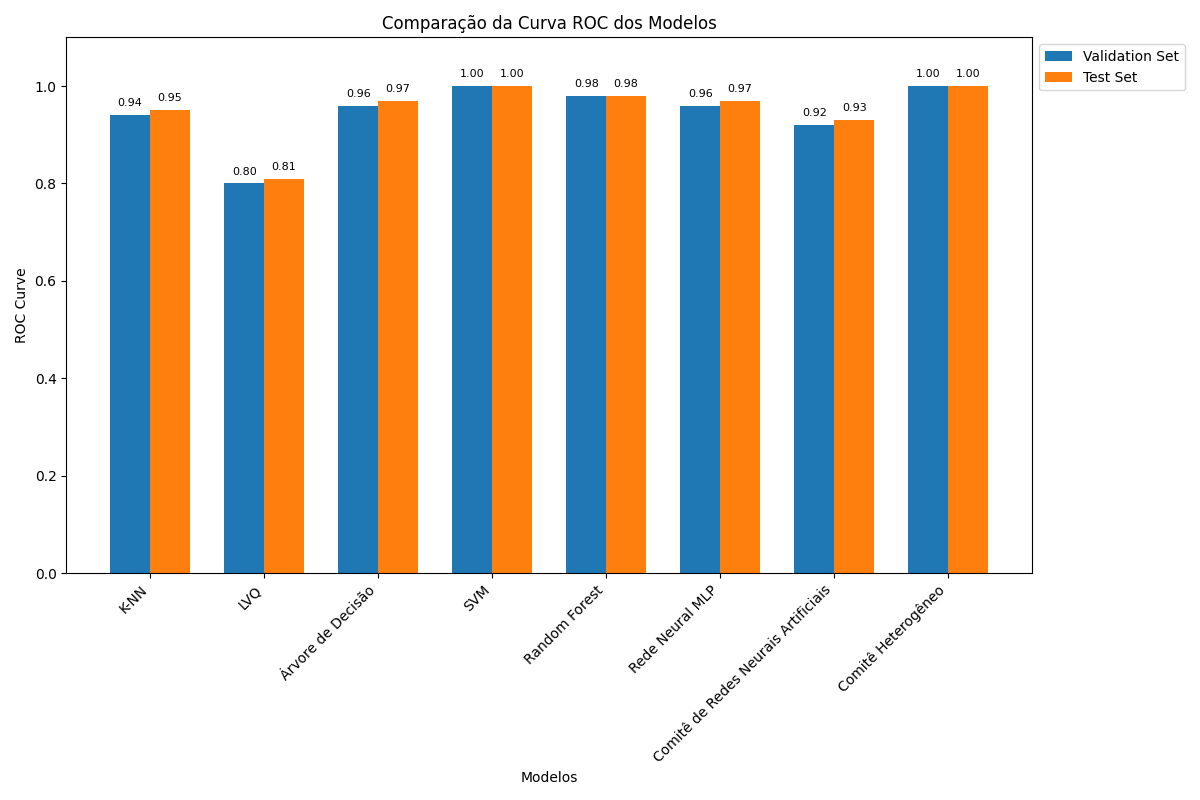 Comparação da Curva ROC dos Modelos
Validation Set
Test Set
ROC Curve
1.0
0.8
0.6
0.4
0.2
0.0
0.94
0.95
0.80
0.81
0.96
0.97
1.00
1.00
0.98
0.98
0.96
0.97
0.92
0.93
1.00
1.00
K-NN
LVQ
Árvore de Decisão
SVM
Random Forest
Rede Neural MLP
Comitê de Redes Neurais Artificiais
Comitê Heterogêneo
Modelos